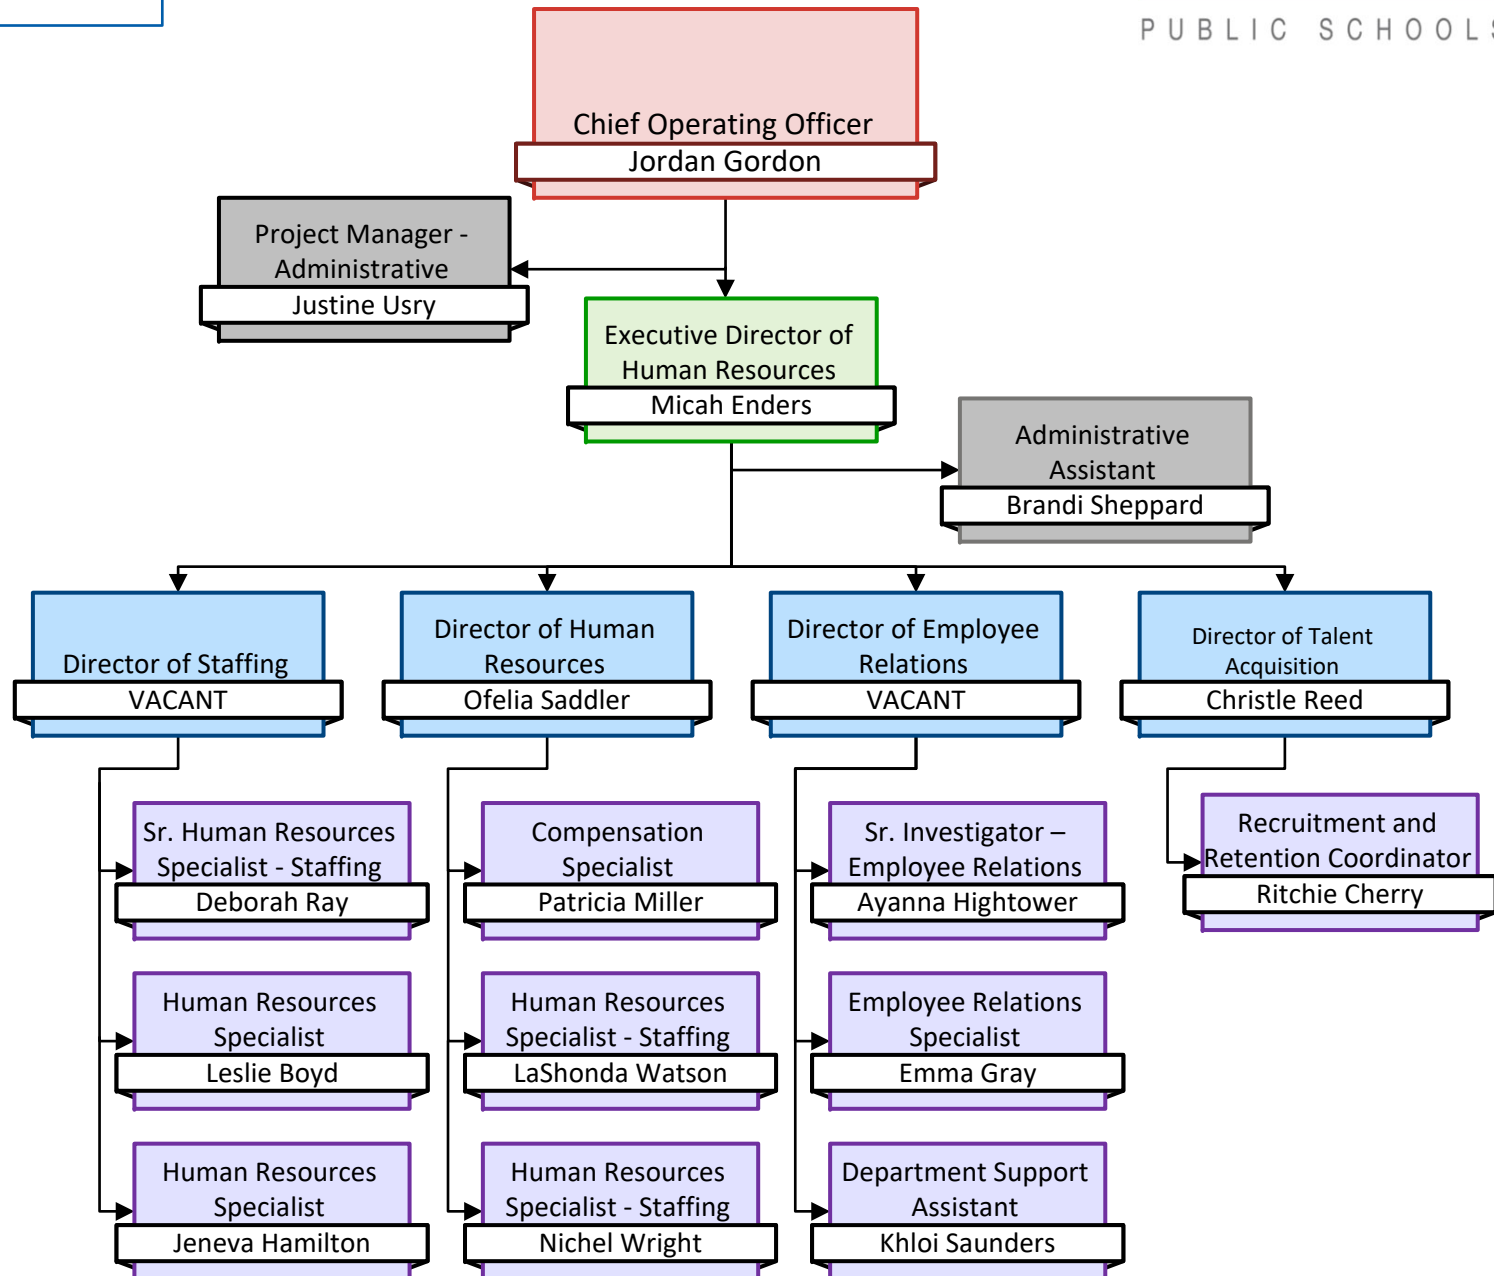 PUBLIC SCHOOLS
Chief Operating Officer
Jordan Gordon
Project Manager -
Administrative
Justine Usry
Executive Director of
Human Resources
Micah Enders
Administrative
Assistant
Brandi Sheppard
Director of Staffing
VACANT
Director of Human
Resources
Ofelia Saddler
Director of Employee
Relations
VACANT
Director of Talent
Acquisition
Christle Reed
Sr. Human Resources
Specialist - Staffing
Deborah Ray
Human Resources
Specialist
Leslie Boyd
Human Resources
Specialist
Jeneva Hamilton
Compensation
Specialist
Patricia Miller
Human Resources
Specialist - Staffing
LaShonda Watson
Human Resources
Specialist - Staffing
Nichel Wright
Sr. Investigator –
Employee Relations
Ayanna Hightower
Employee Relations
Specialist
Emma Gray
Department Support
Assistant
Khloi Saunders
Recruitment and
Retention Coordinator
Ritchie Cherry